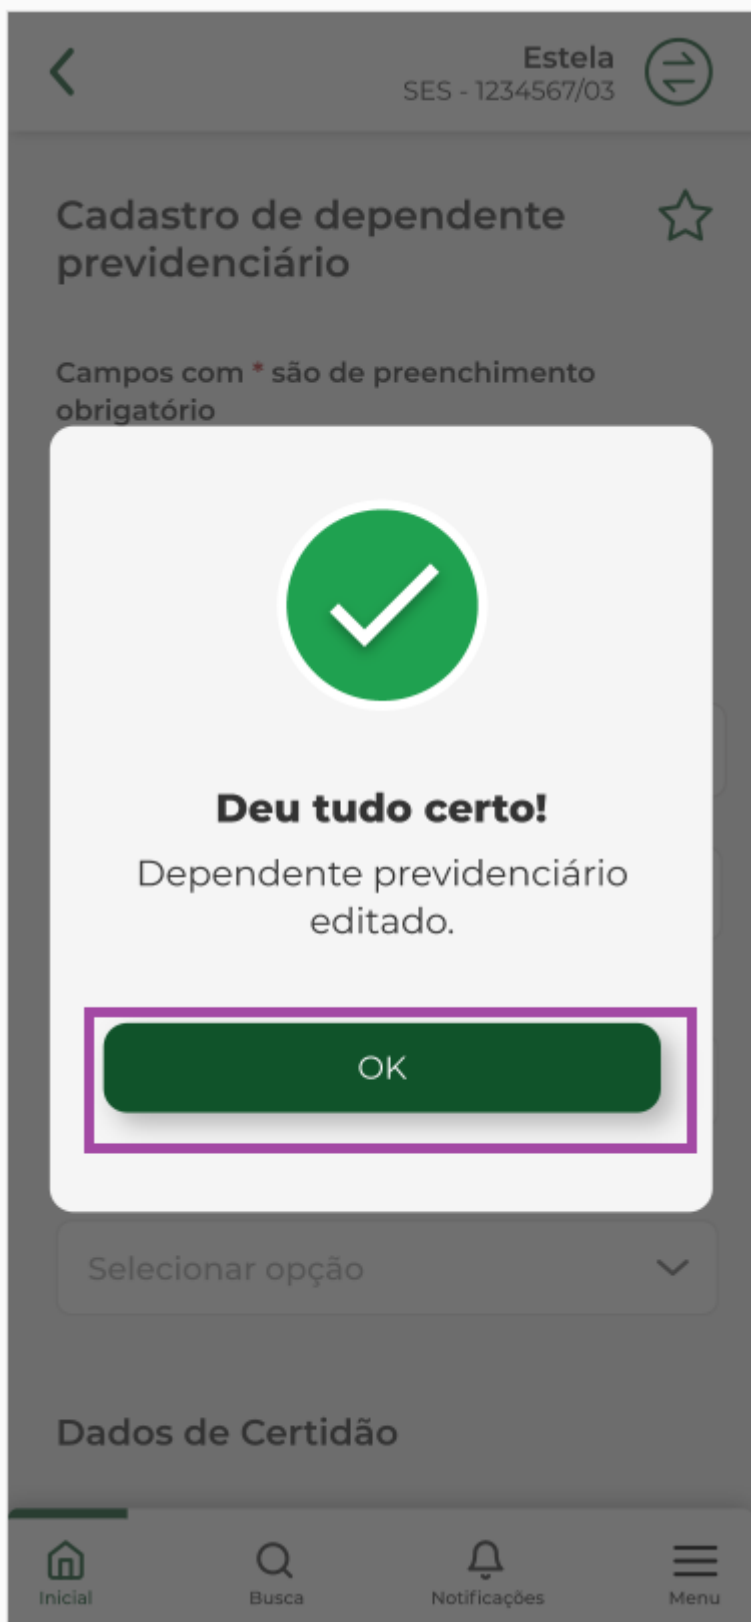 Estela
SES - 1234567/03
Cadastro de dependente
previdenciário
Campos com * são de preenchimento
obrigatório
Deu tudo certo!
Dependente previdenciário
editado.
OK
Selecionar opção
Dados de Certidão
Inicial
Busca
Notificações
Menu